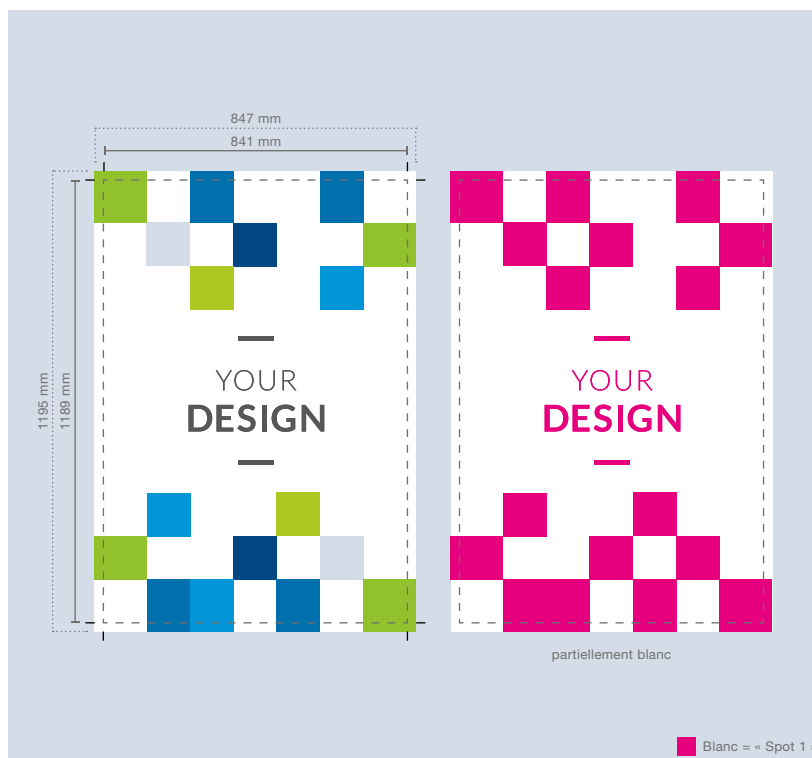 847 mm
841 mm
1195 mm
1189 mm
YOUR
DESIGN
YOUR
DESIGN
partiellement blanc
Blanc = « Spot 1 »